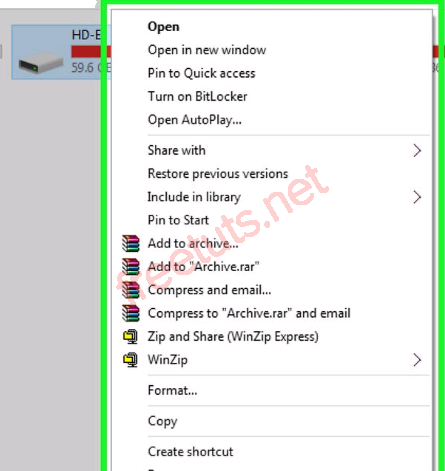 HD-E
59.6 G
Open
Open in new window
Pin to Quick access
Turn on BitLocker
Open AutoPlay...
Share with
Restore previous versions
Include in library
Pin to Start
Add to archive...
Add to "Archive.rar"
Compress and email...
Compress to "Archive.rar" and email
Zip and Share (WinZip Express)
WinZip
Format...
Copy
Create shortcut
freetuts.net